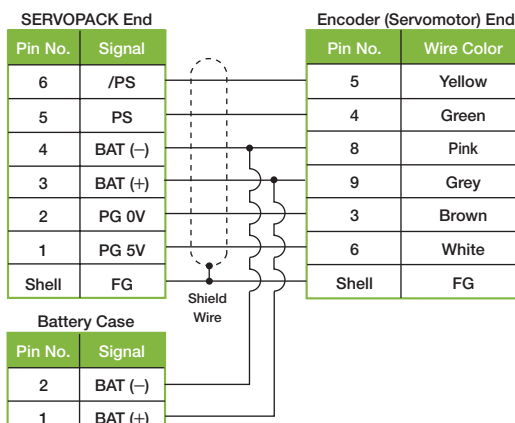 SERVOPACK End Encoder (Servomotor) End
Pin No. Signal Pin No. Wire Color
6 /PS 5 Yellow
5 PS 4 Green
4 BAT (−) 8 Pink
3 BAT (+) 9 Grey
2 PG 0V 3 Brown
1 PG 5V 6 White
Shell FG Shell FG
Shield
Wire
Battery Case
Pin No. Signal
2 BAT (−)
1 BAT (+)